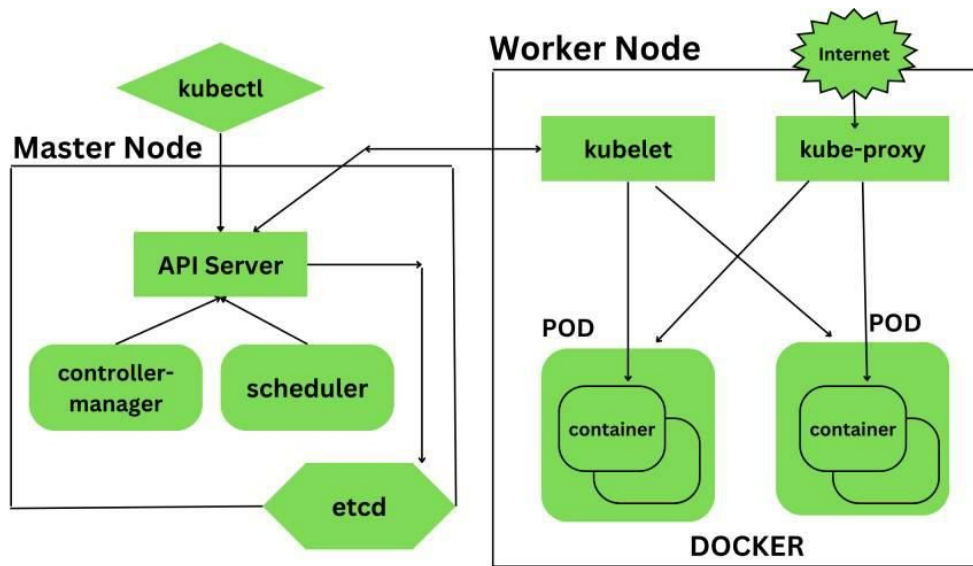 Worker Node
Internet
kubectl
Master Node
kubelet
kube-proxy
API Server
POD
POD
controller-
manager
scheduler
container
container
etcd
DOCKER